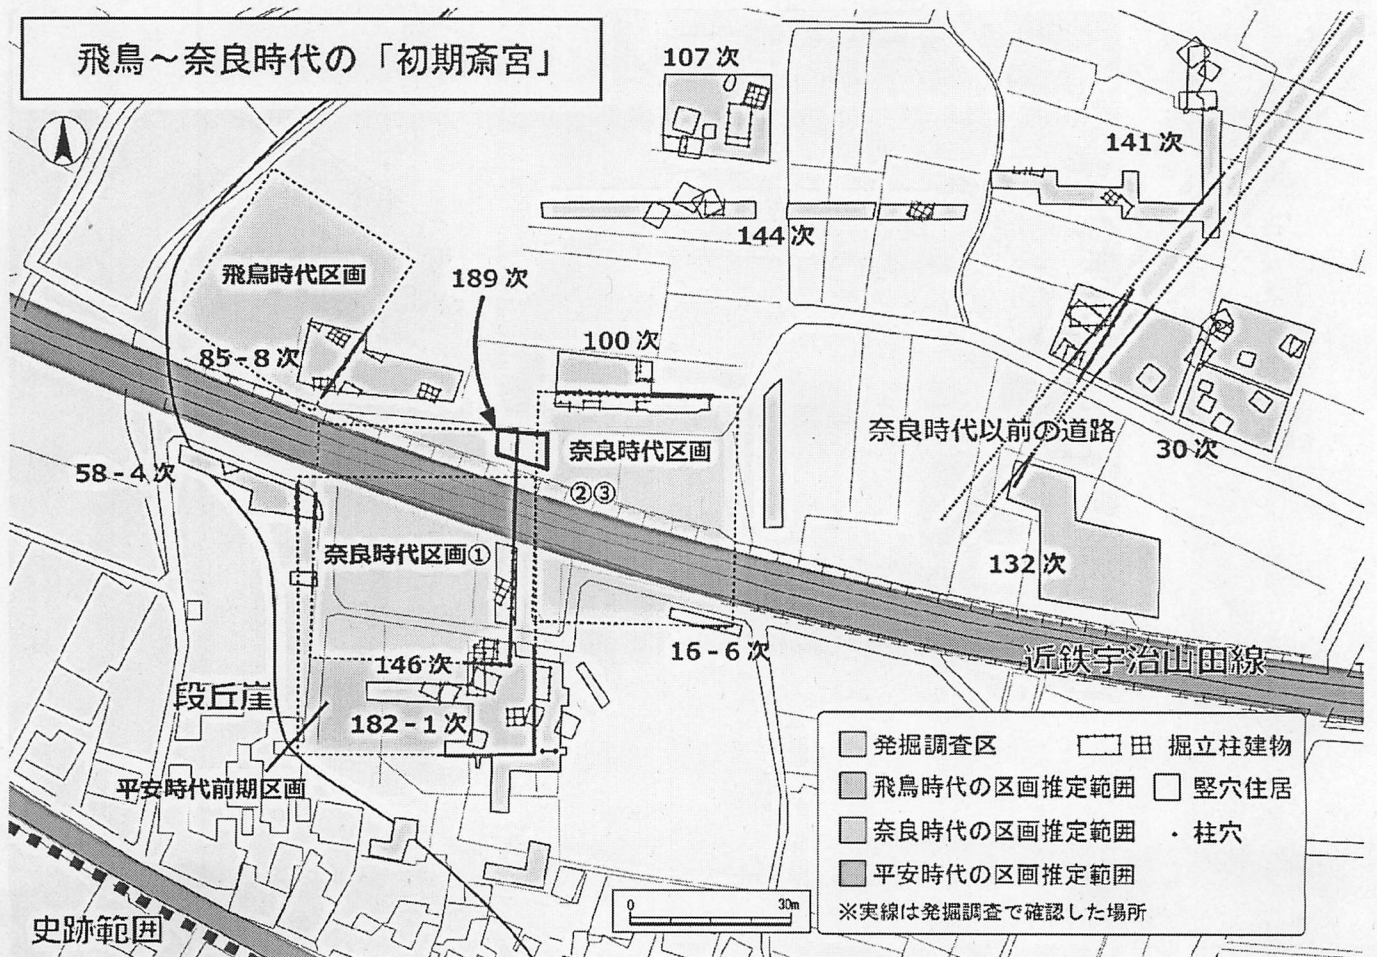 飛鳥～奈良時代の「初期斎宮」
107次
141次
144次
飛鳥時代区画
189次
85-8次
100次
奈良時代区画
②③
奈良時代以前の道路
30次
58-4次
奈良時代区画①
132次
16-6次
近鉄宇治山田線
146次
段丘崖
182-1次
平安時代前期区画
史跡範囲
発掘調査区
掘立柱建物
飛鳥時代の区画推定範囲
竪穴住居
奈良時代の区画推定範囲
・柱穴
平安時代の区画推定範囲
※実線は発掘調査で確認した場所
0 30m